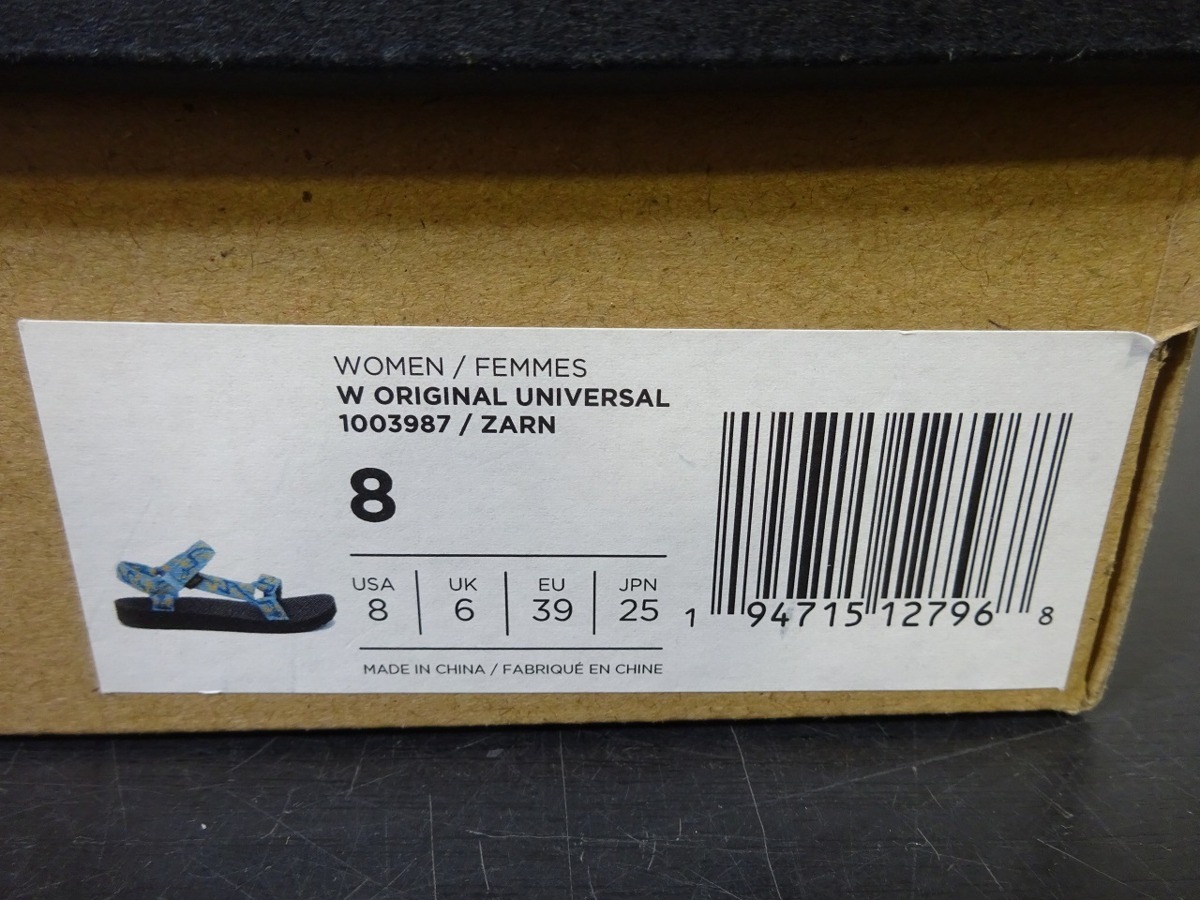 WOMEN / FEMMES
W ORIGINAL UNIVERSAL
1003987 / ZARN
8
USA UK EU JPN
8 6 39 25
MADE IN CHINA / FABRIQUÉ EN CHINE
1 94715 12796 8